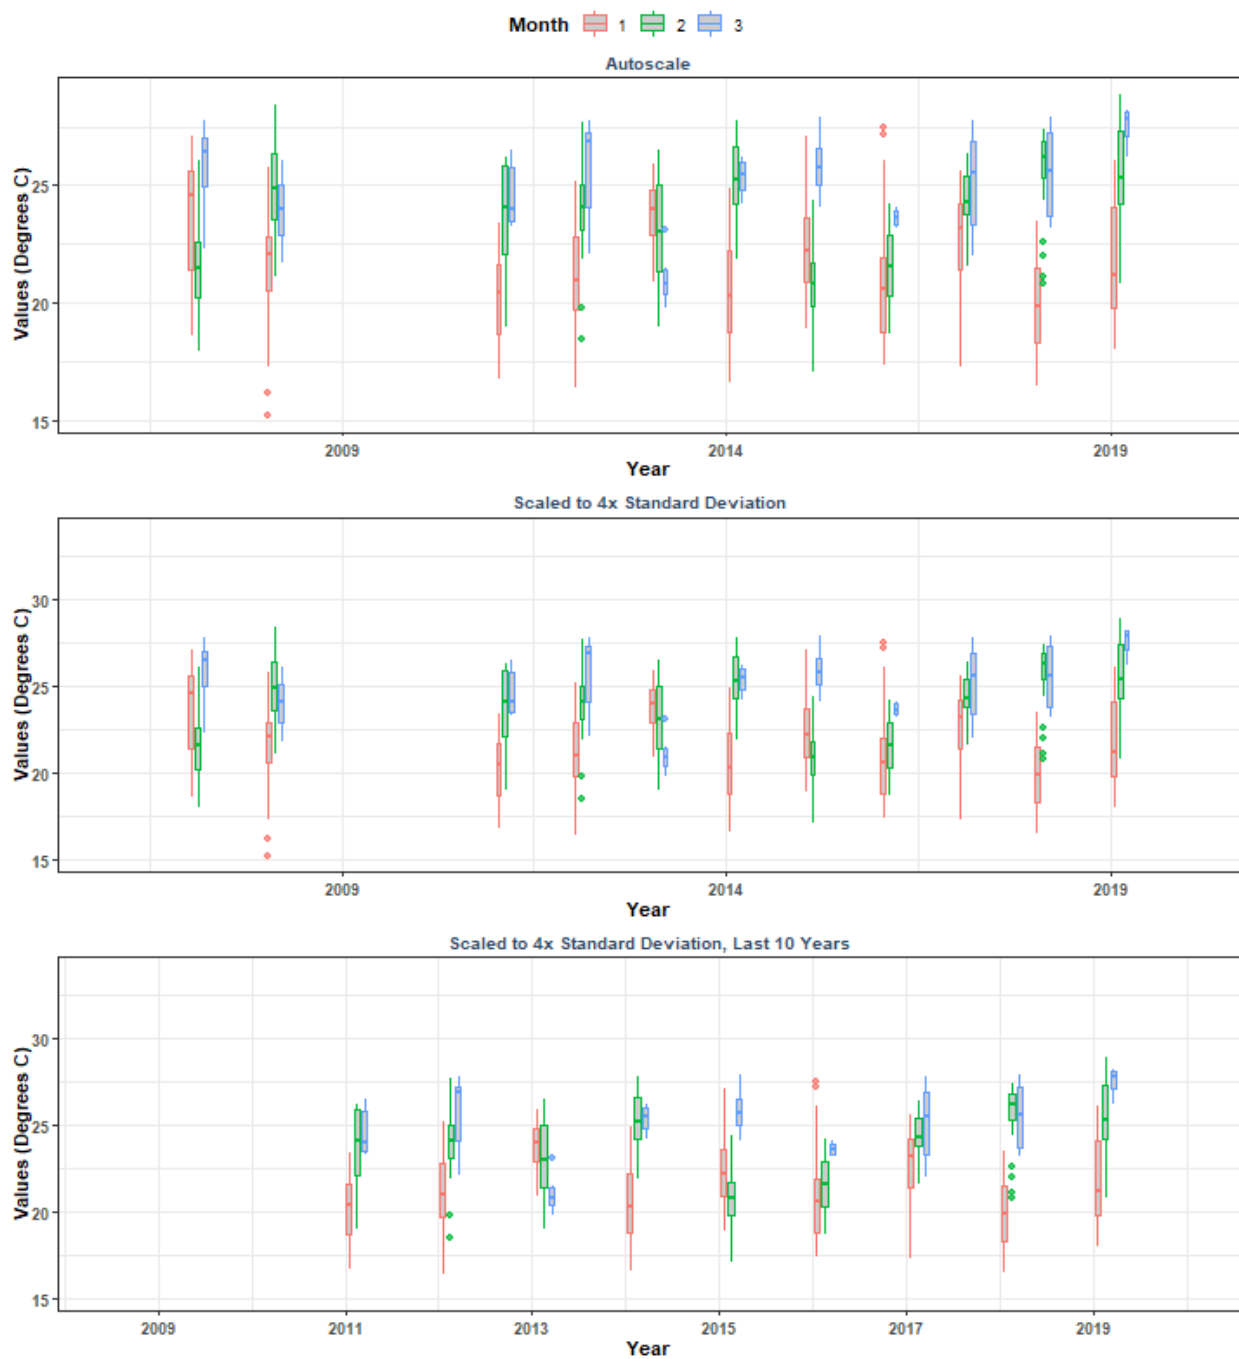 Month 1 2 3
Autoscale
Values (Degrees C)
25
20
15
2009 2014 2019
Year
Scaled to 4x Standard Deviation
Values (Degrees C)
30
25
20
15
2009 2014 2019
Year
Scaled to 4x Standard Deviation, Last 10 Years
Values (Degrees C)
30
25
20
15
2009 2011 2013 2015 2017 2019
Year